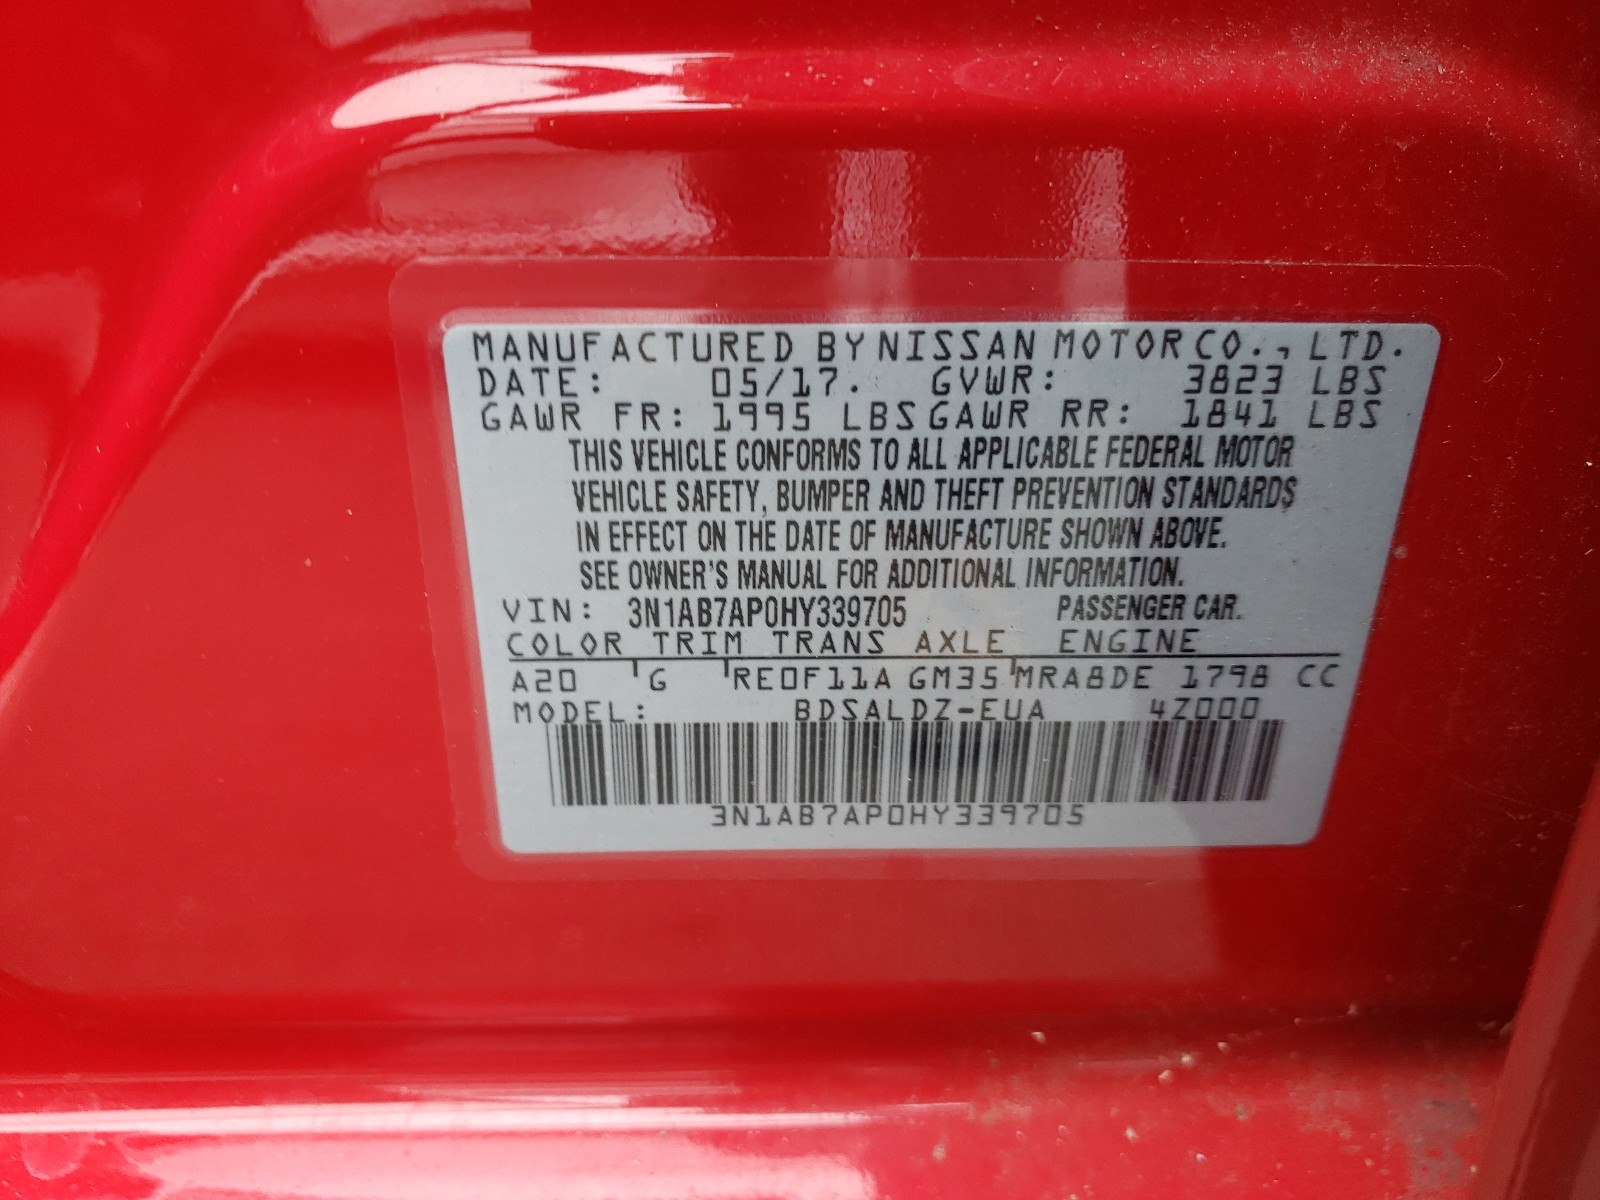 MANUFACTURED BY NISSAN MOTOR CO., LTD.
DATE: 05/17. GVWR: 3823 LBS
GAWR FR: 1995 LBS GAWR RR: 1841 LBS
THIS VEHICLE CONFORMS TO ALL APPLICABLE FEDERAL MOTOR
VEHICLE SAFETY, BUMPER AND THEFT PREVENTION STANDARDS
IN EFFECT ON THE DATE OF MANUFACTURE SHOWN ABOVE.
SEE OWNER'S MANUAL FOR ADDITIONAL INFORMATION.
VIN: 3N1AB7AP0HY339705 PASSENGER CAR.
COLOR TRIM TRANS AXLE ENGINE
A20 G RE0F11A GM35 MRA8DE 1798 CC
MODEL: BDSALDZ-EUA 4Z000
3N1AB7AP0HY339705